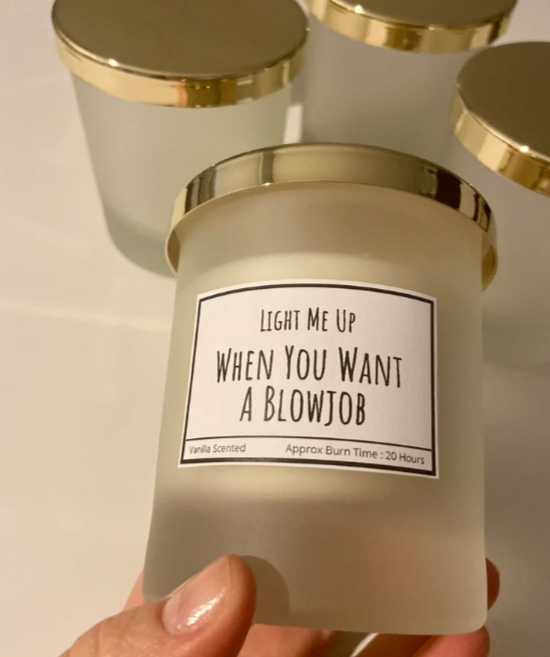 Light Me Up
When You Want
A Blowjob
Vanilla Scented Approx Burn Time : 20 Hours